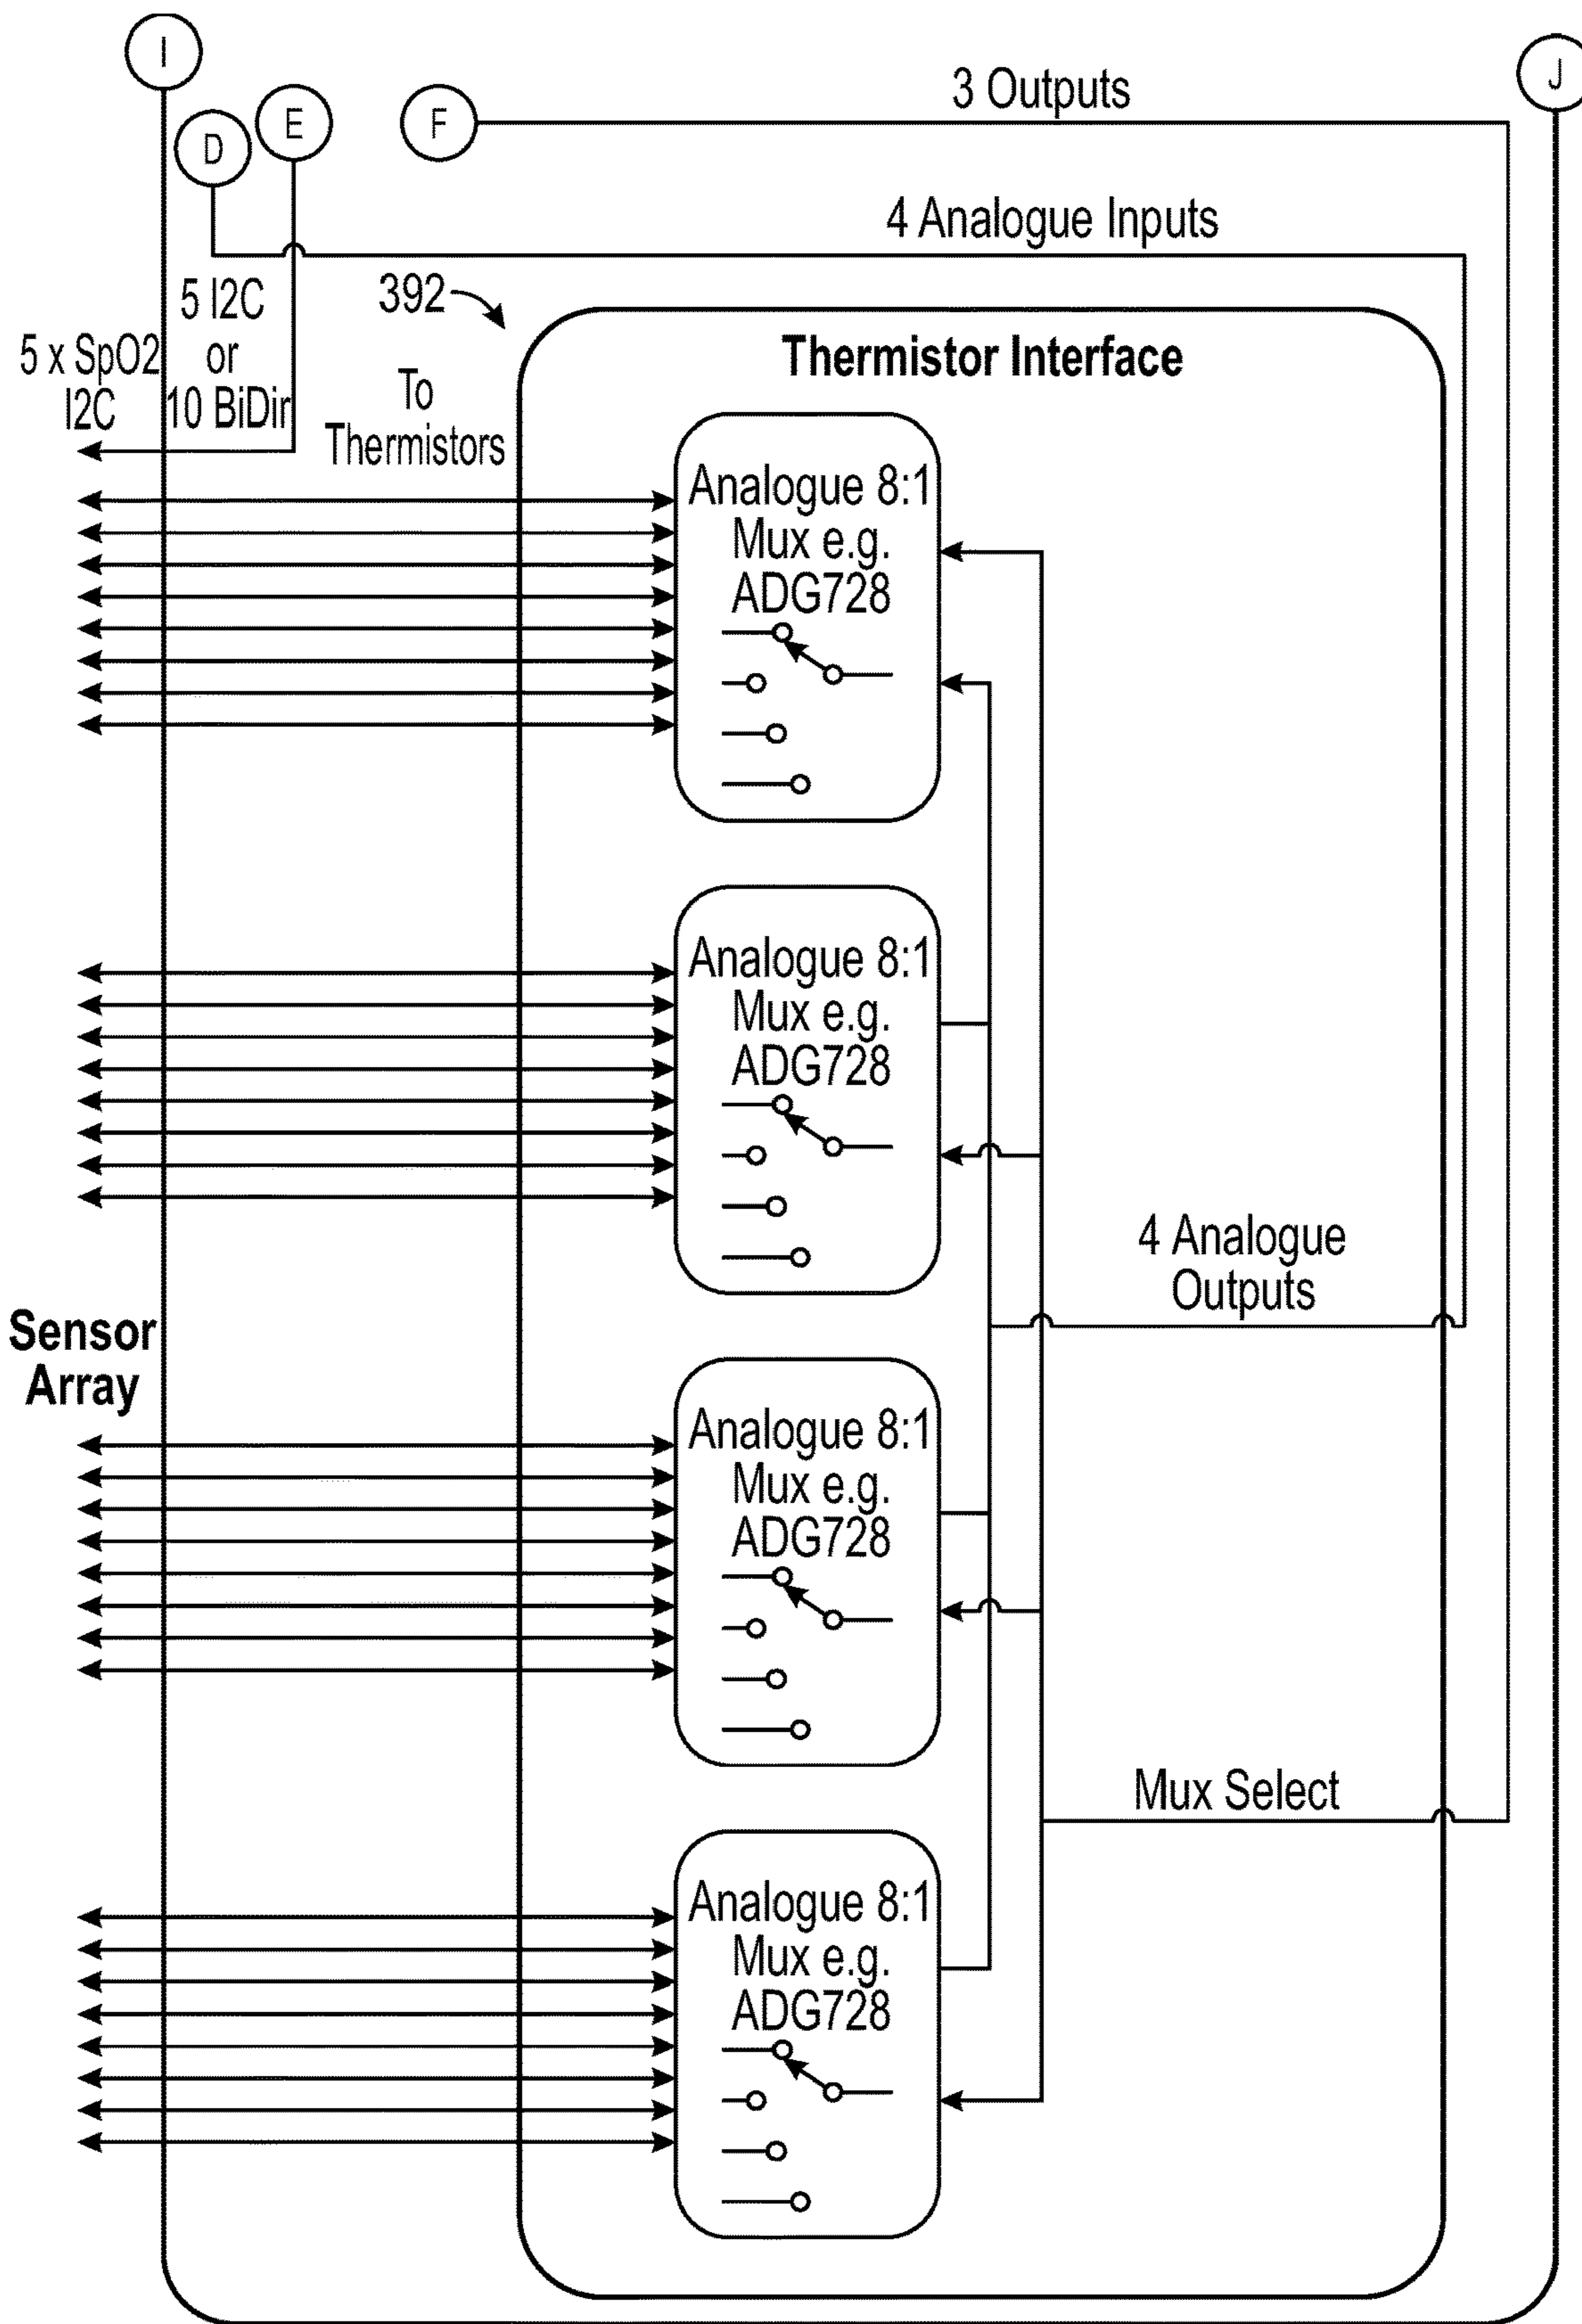 I
J
D
E
F
3 Outputs
4 Analogue Inputs
392
5 I2C
or
10 BiDir
5 x SpO2
I2C
To
Thermistors
Thermistor Interface
Analogue 8:1
Mux e.g.
ADG728
Analogue 8:1
Mux e.g.
ADG728
4 Analogue
Outputs
Sensor
Array
Analogue 8:1
Mux e.g.
ADG728
Mux Select
Analogue 8:1
Mux e.g.
ADG728